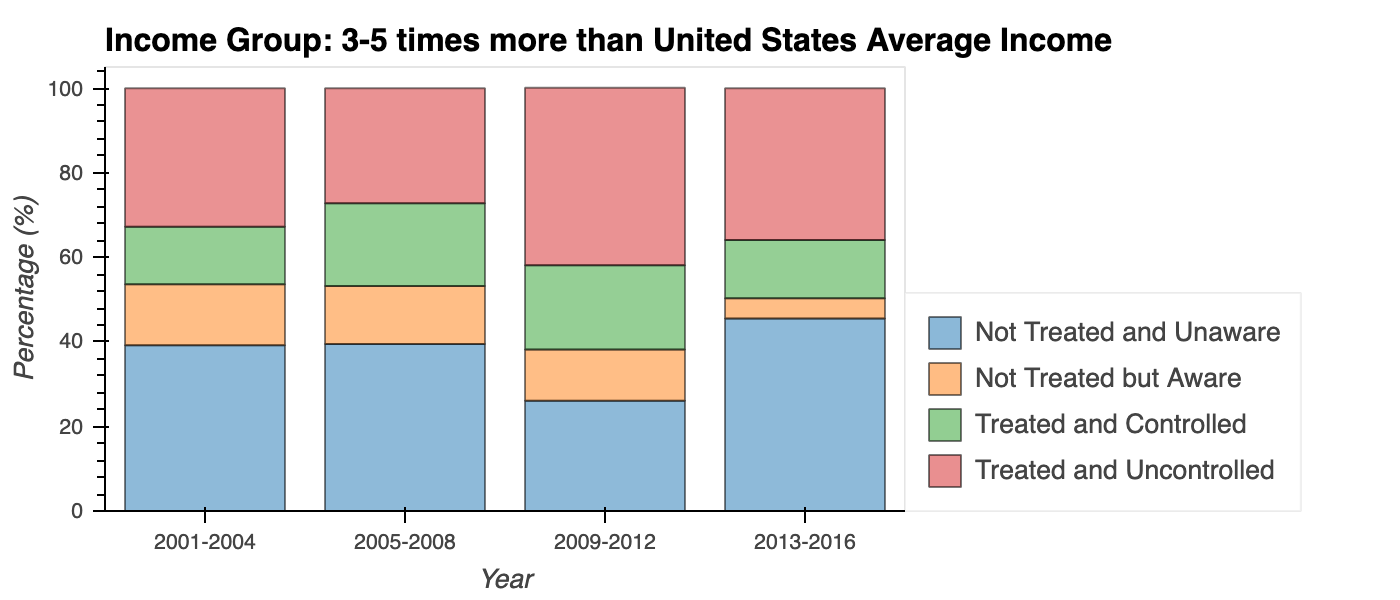 Income Group: 3-5 times more than United States Average Income
Percentage (%)
100
80
60
40
20
0
2001-2004
2005-2008
2009-2012
2013-2016
Year
Not Treated and Unaware
Not Treated but Aware
Treated and Controlled
Treated and Uncontrolled